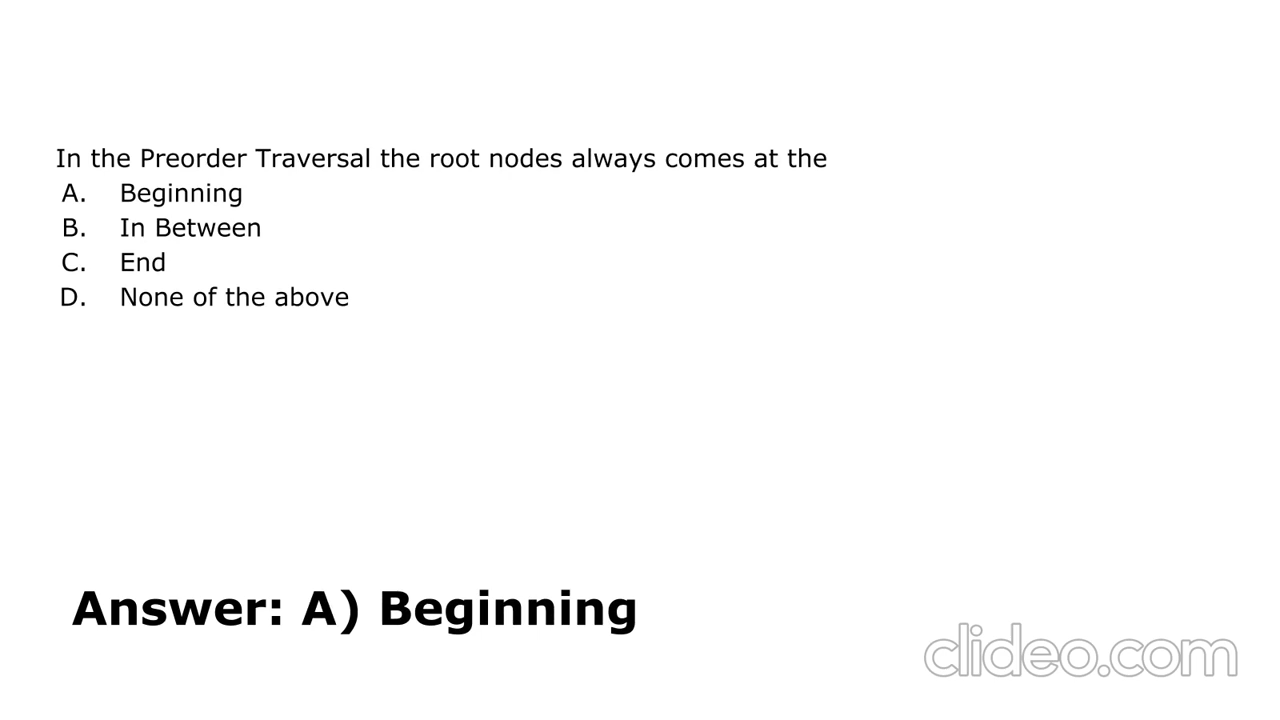 In the Preorder Traversal the root nodes always comes at the
A. Beginning
B. In Between
C. End
D. None of the above
Answer: A) Beginning
clideo.com